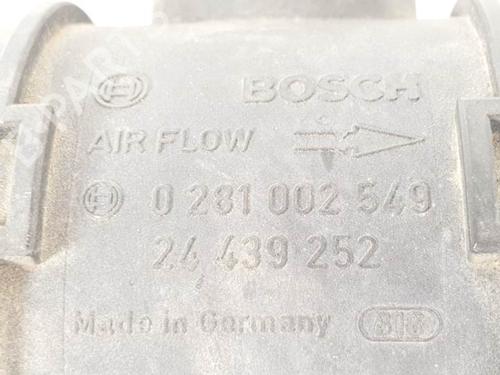 BOSCH
AIR FLOW
0 281 002 549
24 439 252
Made in Germany